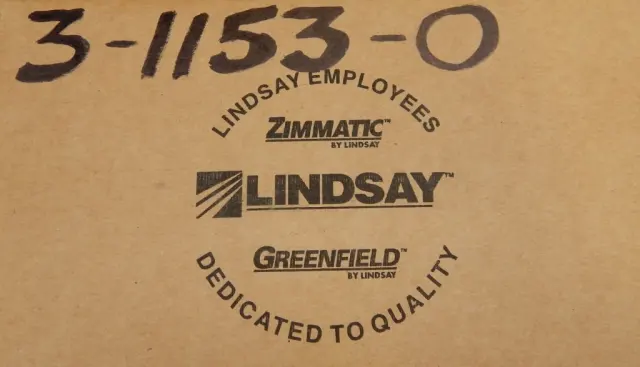 3-1153-0
LINDSAY EMPLOYEES
ZIMMATIC™
BY LINDSAY
LINDSAY™
GREENFIELD™
BY LINDSAY
DEDICATED TO QUALITY